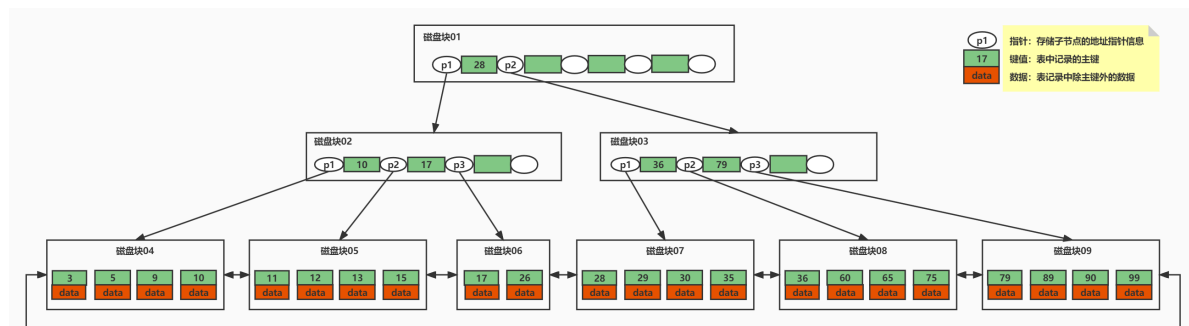 磁盘块01
p1 28 p2
p1 指针：存储子节点的地址指针信息
17 键值：表中记录的主键
data 数据：表记录中除主键外的数据
磁盘块02
p1 10 p2 17 p3
磁盘块03
p1 36 p2 79 p3
磁盘块04
3 5 9 10
data data data data
磁盘块05
11 12 13 15
data data data data
磁盘块06
17 26
data data
磁盘块07
28 29 30 35
data data data data
磁盘块08
36 60 65 75
data data data data
磁盘块09
79 89 90 99
data data data data